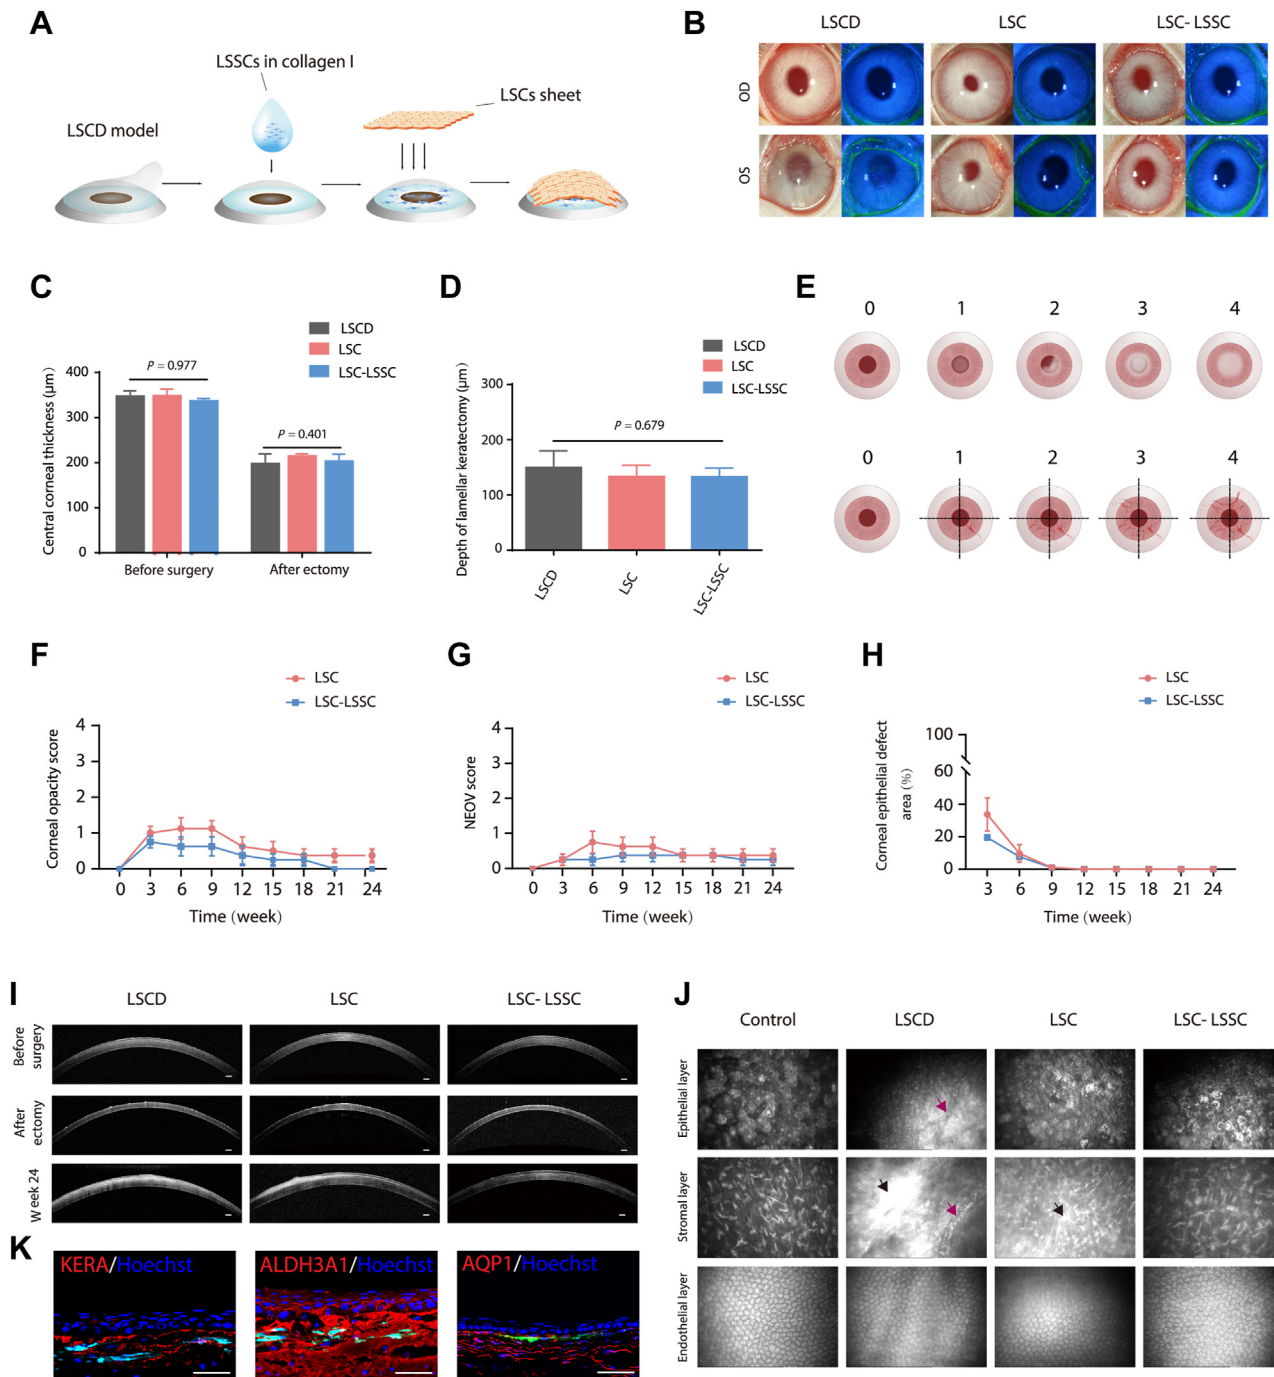 A
LSSCs in collagen I
LSCs sheet
LSCD model
B
LSCD LSC LSC- LSSC
OD
OS
C
LSCD
LSC
LSC-LSSC
Central corneal thickness (μm)
400
300
200
100
0
P = 0.977
P = 0.401
Before surgery After ectomy
D
LSCD
LSC
LSC-LSSC
Depth of lamellar keratectomy (μm)
300
200
100
0
P = 0.679
LSCD LSC LSC-LSSC
E
0 1 2 3 4
0 1 2 3 4
F
LSC
LSC-LSSC
Corneal opacity score
4
3
2
1
0
0 3 6 9 12 15 18 21 24
Time (week)
G
LSC
LSC-LSSC
NEOV score
4
3
2
1
0
0 3 6 9 12 15 18 21 24
Time (week)
H
LSC
LSC-LSSC
Corneal epithelial defect
area (%)
100
60
40
20
0
3 6 9 12 15 18 21 24
Time (week)
I
LSCD LSC LSC- LSSC
Before
surgery
After
ectomy
Week 24
J
Control LSCD LSC LSC- LSSC
Epithelial layer
Stromal layer
Endothelial layer
K
KERA/Hoechst ALDH3A1/Hoechst AQP1/Hoechst